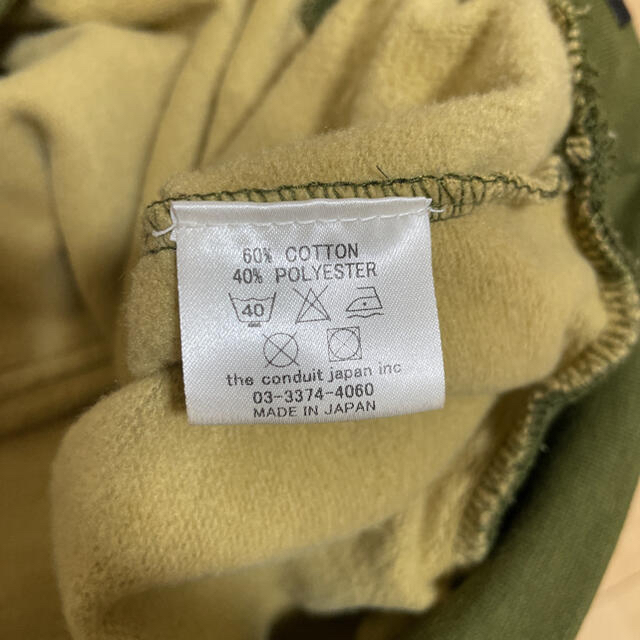 60% COTTON
40% POLYESTER
40
the conduit japan inc
03-3374-4060
MADE IN JAPAN